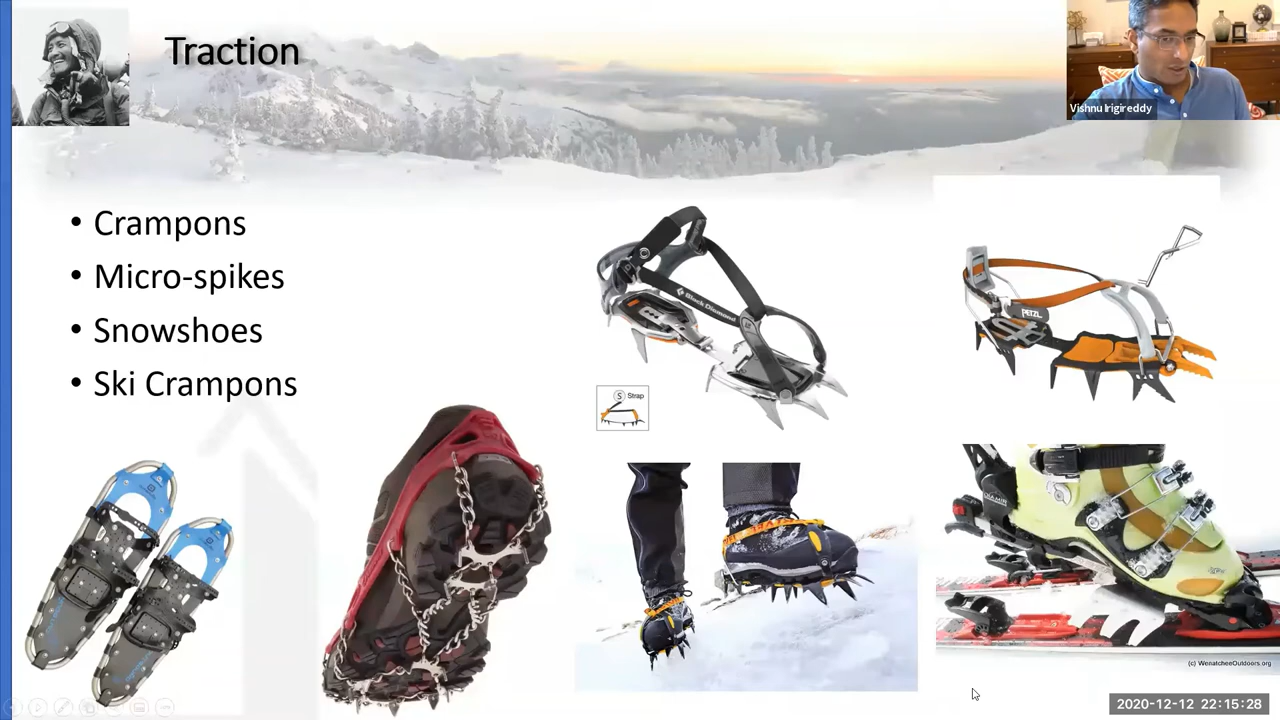 Traction
Vishnu Irigireddy
• Crampons
• Micro-spikes
• Snowshoes
• Ski Crampons
Black Diamond
S Strap
PETZL
DIAMIR
(c) WenatcheeOutdoors.org
2020-12-12 22:15:28